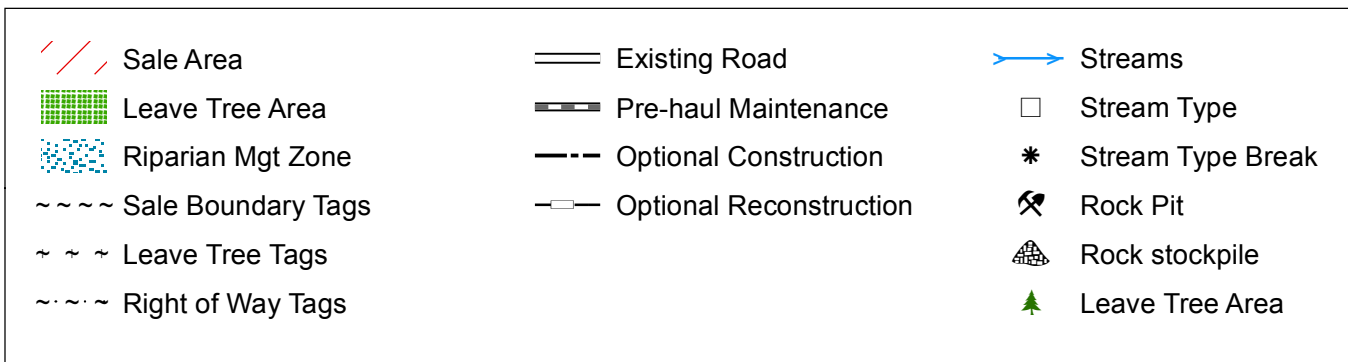 Sale Area
Leave Tree Area
Riparian Mgt Zone
Sale Boundary Tags
Leave Tree Tags
Right of Way Tags
Existing Road
Pre-haul Maintenance
Optional Construction
Optional Reconstruction
Streams
Stream Type
Stream Type Break
Rock Pit
Rock stockpile
Leave Tree Area